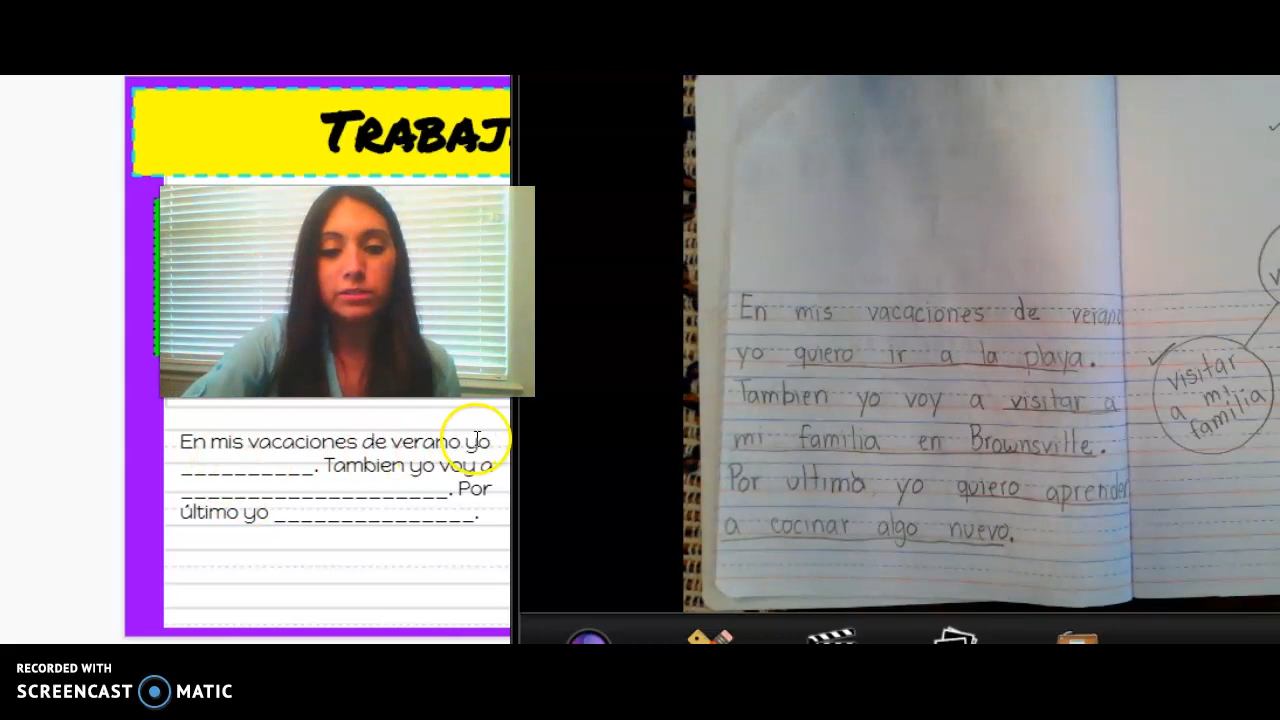 TRABAJ
En mis vacaciones de verano yo
__________. Tambien yo voy a
____________________. Por
último yo _______________.
En mis vacaciones de verano
yo quiero ir a la playa.
Tambien yo voy a visitar a
mi familia en Brownsville.
Por ultimo yo quiero aprender
a cocinar algo nuevo.
visitar
a mi
familia
RECORDED WITH
SCREENCAST MATIC